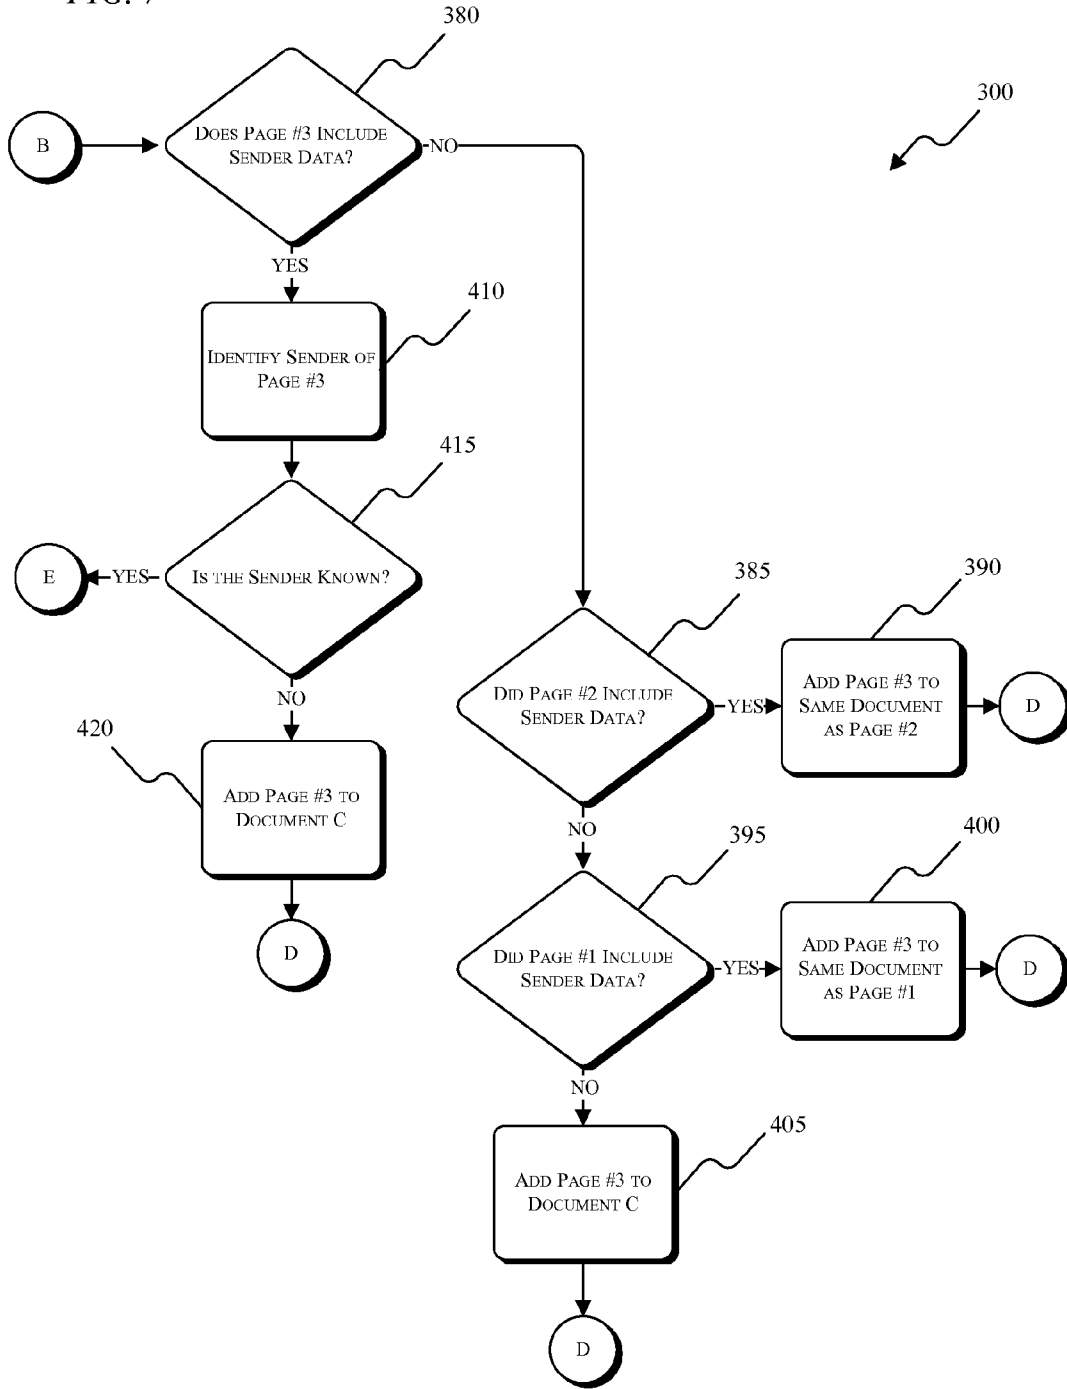 380
300
B
DOES PAGE #3 INCLUDE
SENDER DATA?
NO
YES
410
IDENTIFY SENDER OF
PAGE #3
415
IS THE SENDER KNOWN?
YES
E
NO
420
ADD PAGE #3 TO
DOCUMENT C
D
385
DID PAGE #2 INCLUDE
SENDER DATA?
YES
390
ADD PAGE #3 TO
SAME DOCUMENT
AS PAGE #2
D
NO
395
DID PAGE #1 INCLUDE
SENDER DATA?
YES
400
ADD PAGE #3 TO
SAME DOCUMENT
AS PAGE #1
D
NO
405
ADD PAGE #3 TO
DOCUMENT C
D